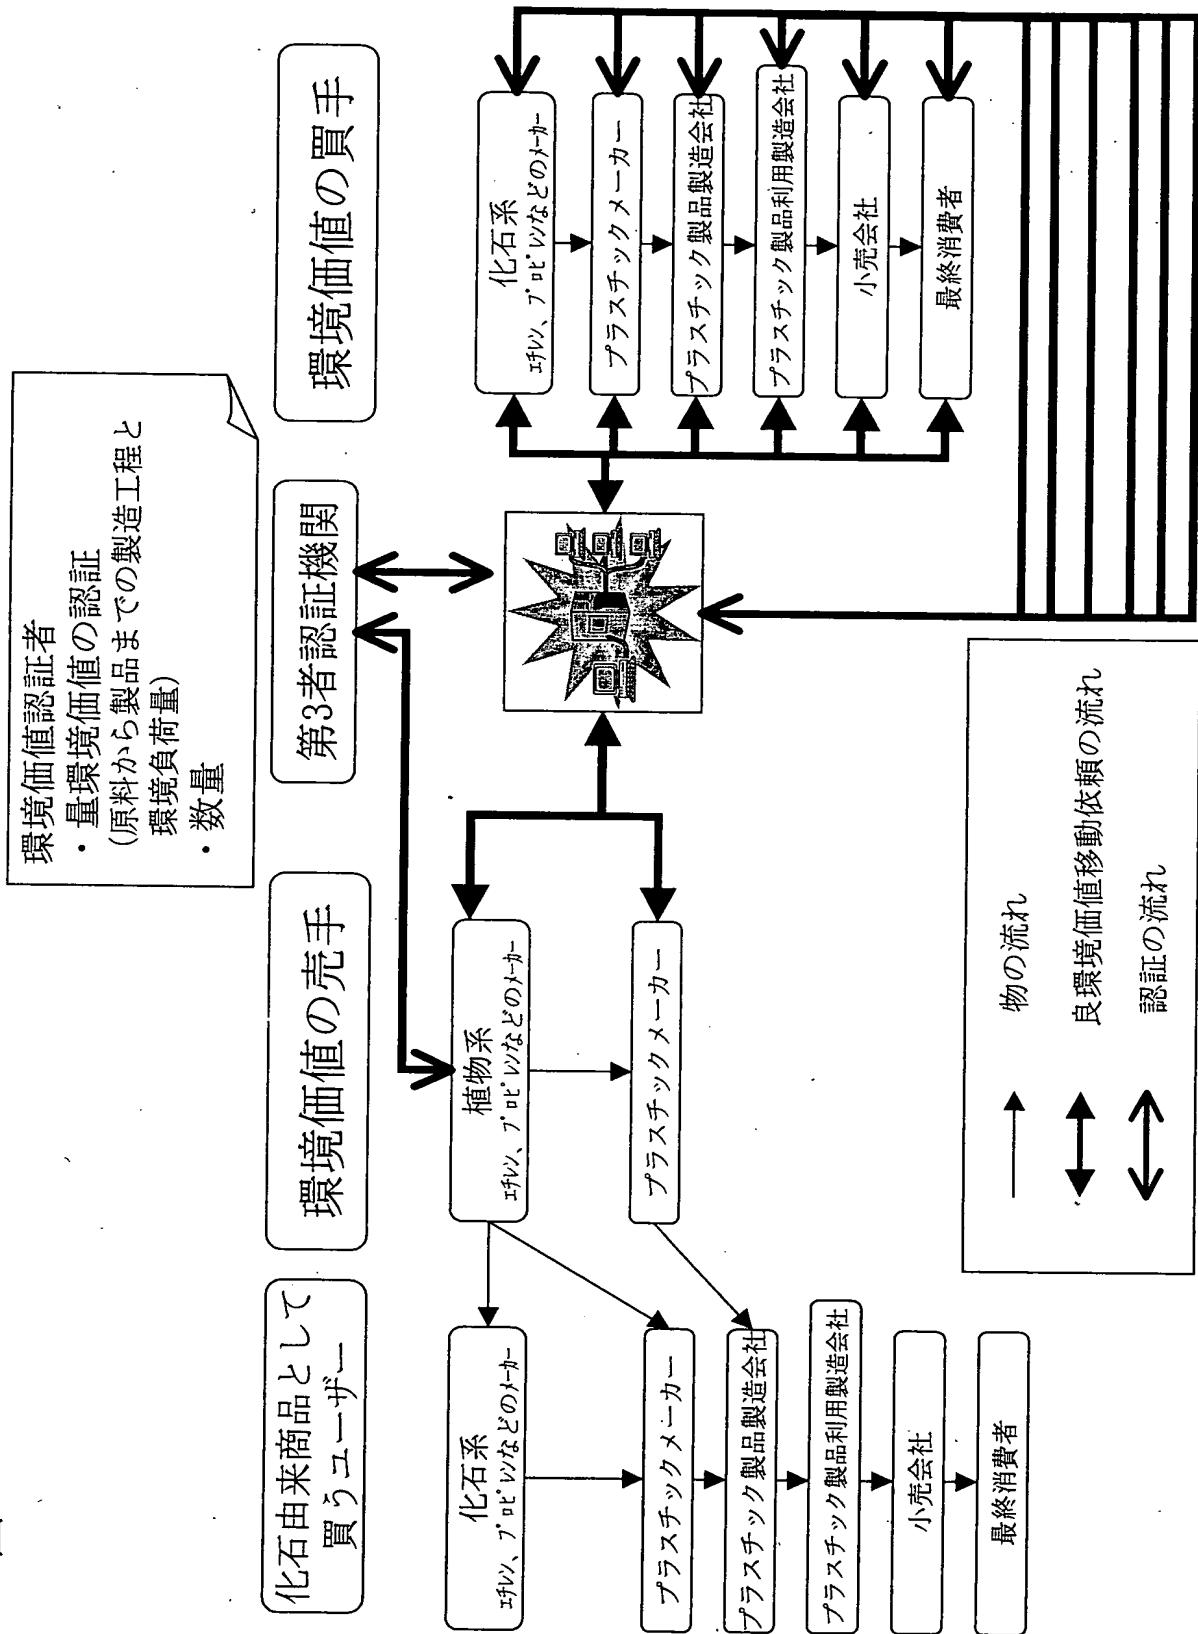 環境価値認証者
・量環境価値の認証
(原料から製品までの製造工程と
環境負荷量)
・数量
化石由来商品として
買うユーザー
環境価値の売手
第3者認証機関
環境価値の買手
化石系
ｴﾁﾚﾝ、ﾌﾟﾛﾋﾟﾚﾝなどのﾒｰｶｰ
プラスチックメーカー
プラスチック製品製造会社
プラスチック製品利用製造会社
小売会社
最終消費者
植物系
ｴﾁﾚﾝ、ﾌﾟﾛﾋﾟﾚﾝなどのﾒｰｶｰ
プラスチックメーカー
化石系
ｴﾁﾚﾝ、ﾌﾟﾛﾋﾟﾚﾝなどのﾒｰｶｰ
プラスチックメーカー
プラスチック製品製造会社
プラスチック製品利用製造会社
小売会社
最終消費者
物の流れ
良環境価値移動依頼の流れ
認証の流れ